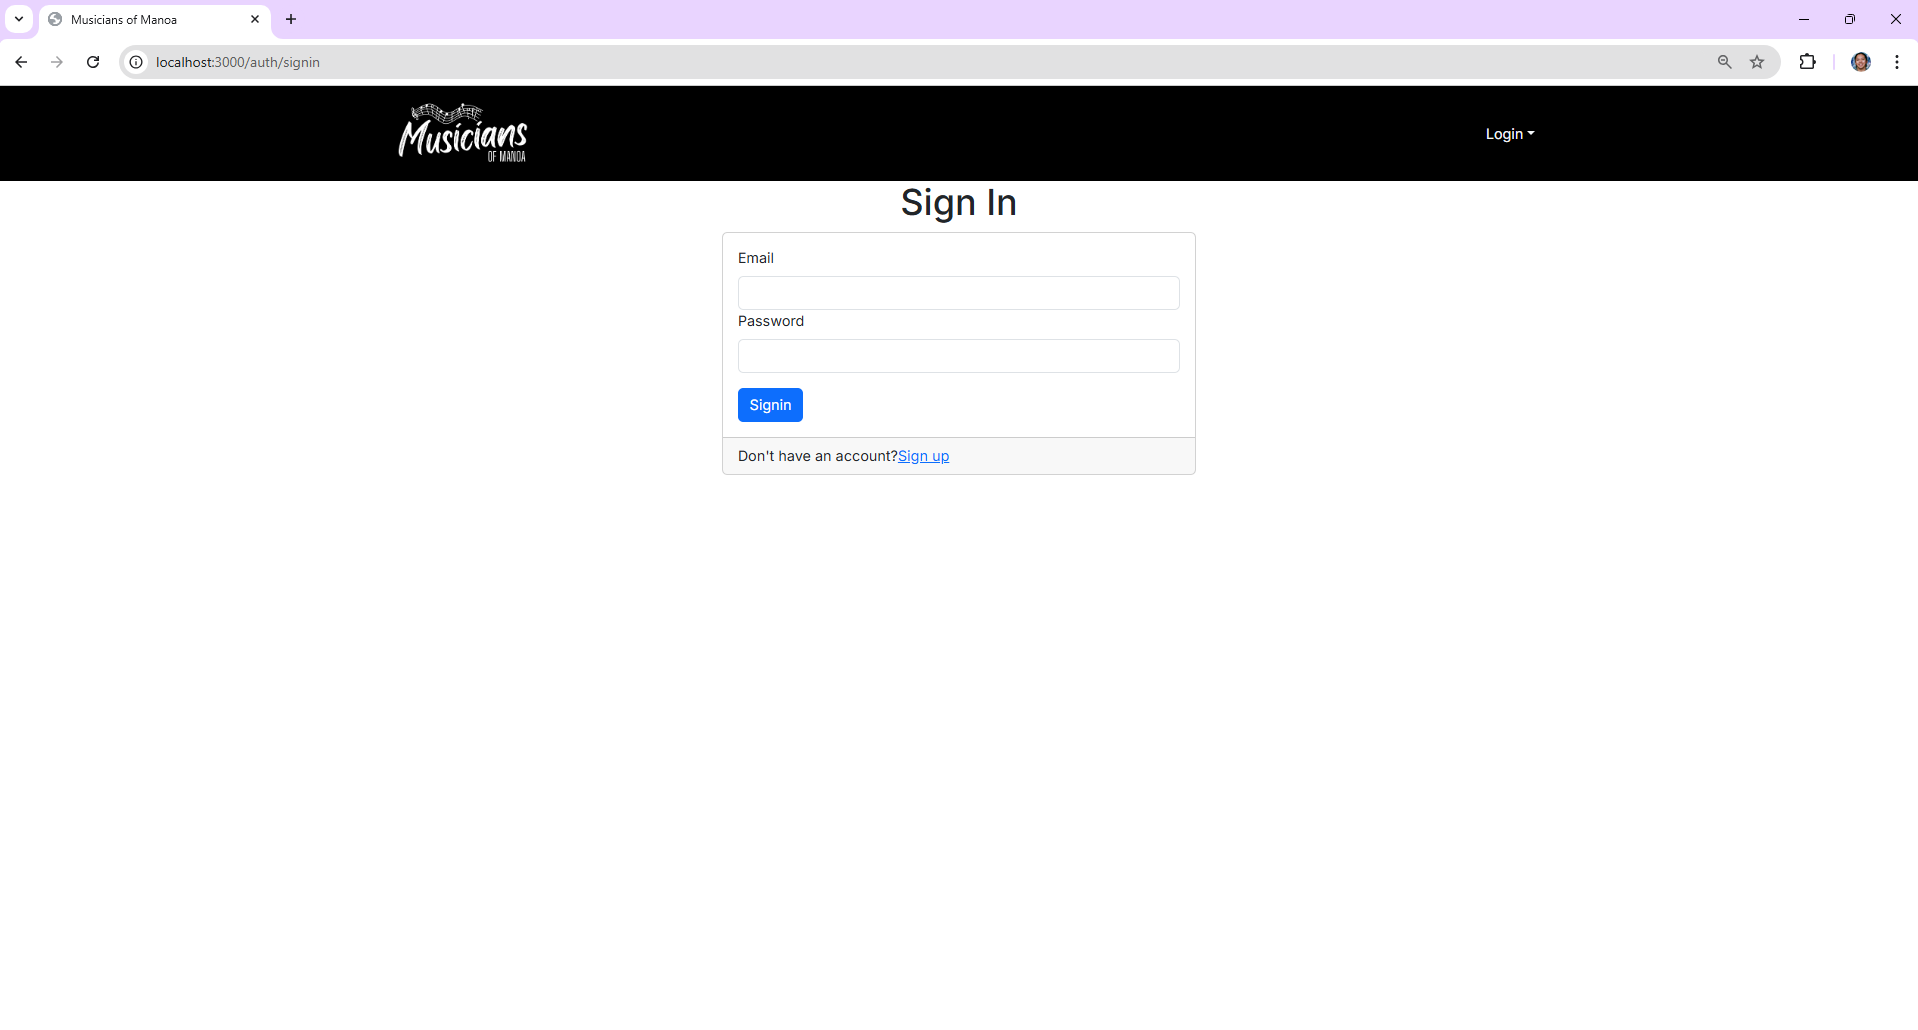 Musicians of Manoa
localhost:3000/auth/signin
Musicians
OF MANOA
Login
Sign In
Email
Password
Signin
Don't have an account?Sign up